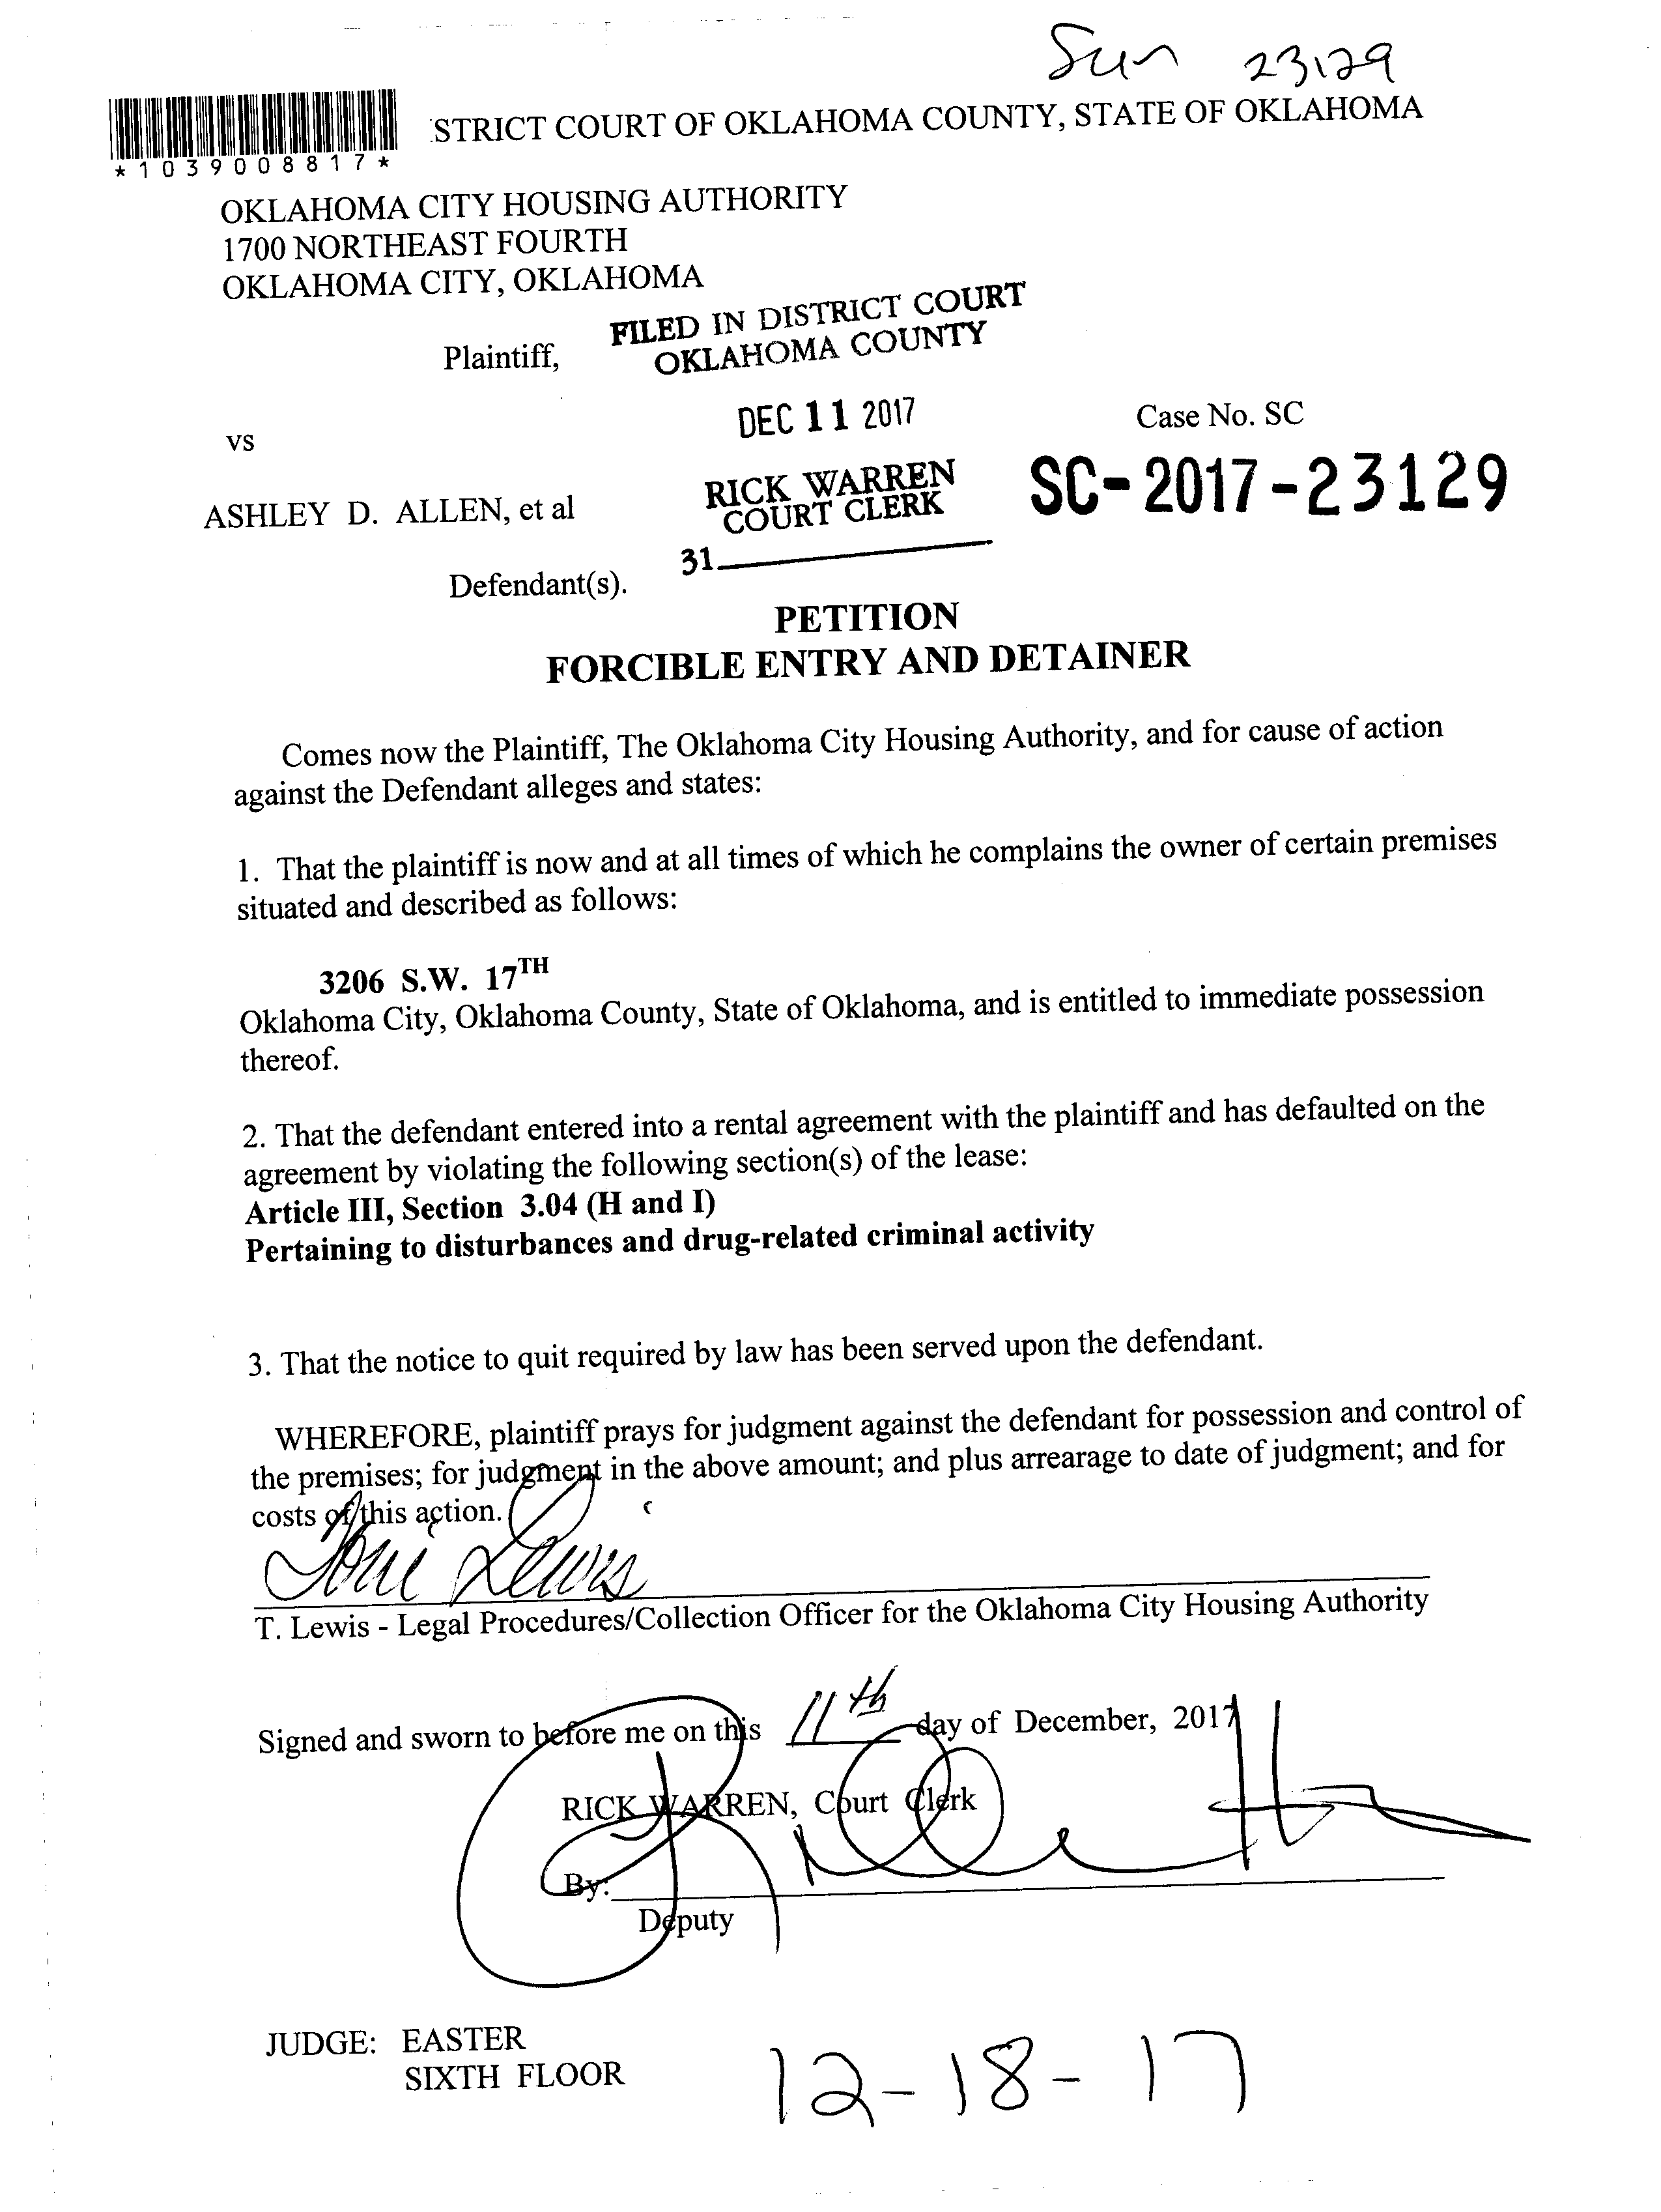 Sun 23129
*1039008817*
STRICT COURT OF OKLAHOMA COUNTY, STATE OF OKLAHOMA
OKLAHOMA CITY HOUSING AUTHORITY
1700 NORTHEAST FOURTH
OKLAHOMA CITY, OKLAHOMA
FILED IN DISTRICT COURT
OKLAHOMA COUNTY
Plaintiff,
DEC 11 2017
Case No. SC
vs
RICK WARREN
COURT CLERK
SC-2017-23129
ASHLEY D. ALLEN, et al
31
Defendant(s).
PETITION
FORCIBLE ENTRY AND DETAINER
Comes now the Plaintiff, The Oklahoma City Housing Authority, and for cause of action
against the Defendant alleges and states:
1. That the plaintiff is now and at all times of which he complains the owner of certain premises
situated and described as follows:
3206 S.W. 17TH
Oklahoma City, Oklahoma County, State of Oklahoma, and is entitled to immediate possession
thereof.
2. That the defendant entered into a rental agreement with the plaintiff and has defaulted on the
agreement by violating the following section(s) of the lease:
Article III, Section 3.04 (H and I)
Pertaining to disturbances and drug-related criminal activity
3. That the notice to quit required by law has been served upon the defendant.
WHEREFORE, plaintiff prays for judgment against the defendant for possession and control of
the premises; for judgment in the above amount; and plus arrearage to date of judgment; and for
costs of this action.
Toni Lewis
T. Lewis - Legal Procedures/Collection Officer for the Oklahoma City Housing Authority
Signed and sworn to before me on this 11th day of December, 2017
RICK WARREN, Court Clerk
By:
Deputy
JUDGE: EASTER
SIXTH FLOOR
12-18-17